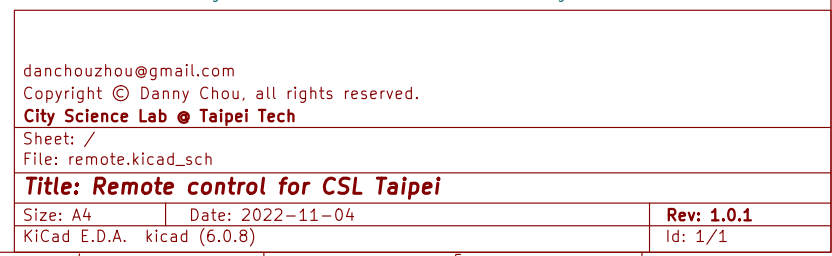 danchouzhou@gmail.com
Copyright © Danny Chou, all rights reserved.
City Science Lab @ Taipei Tech
Sheet: /
File: remote.kicad_sch
Title: Remote control for CSL Taipei
Size: A4 Date: 2022-11-04 Rev: 1.0.1
KiCad E.D.A. kicad (6.0.8) Id: 1/1